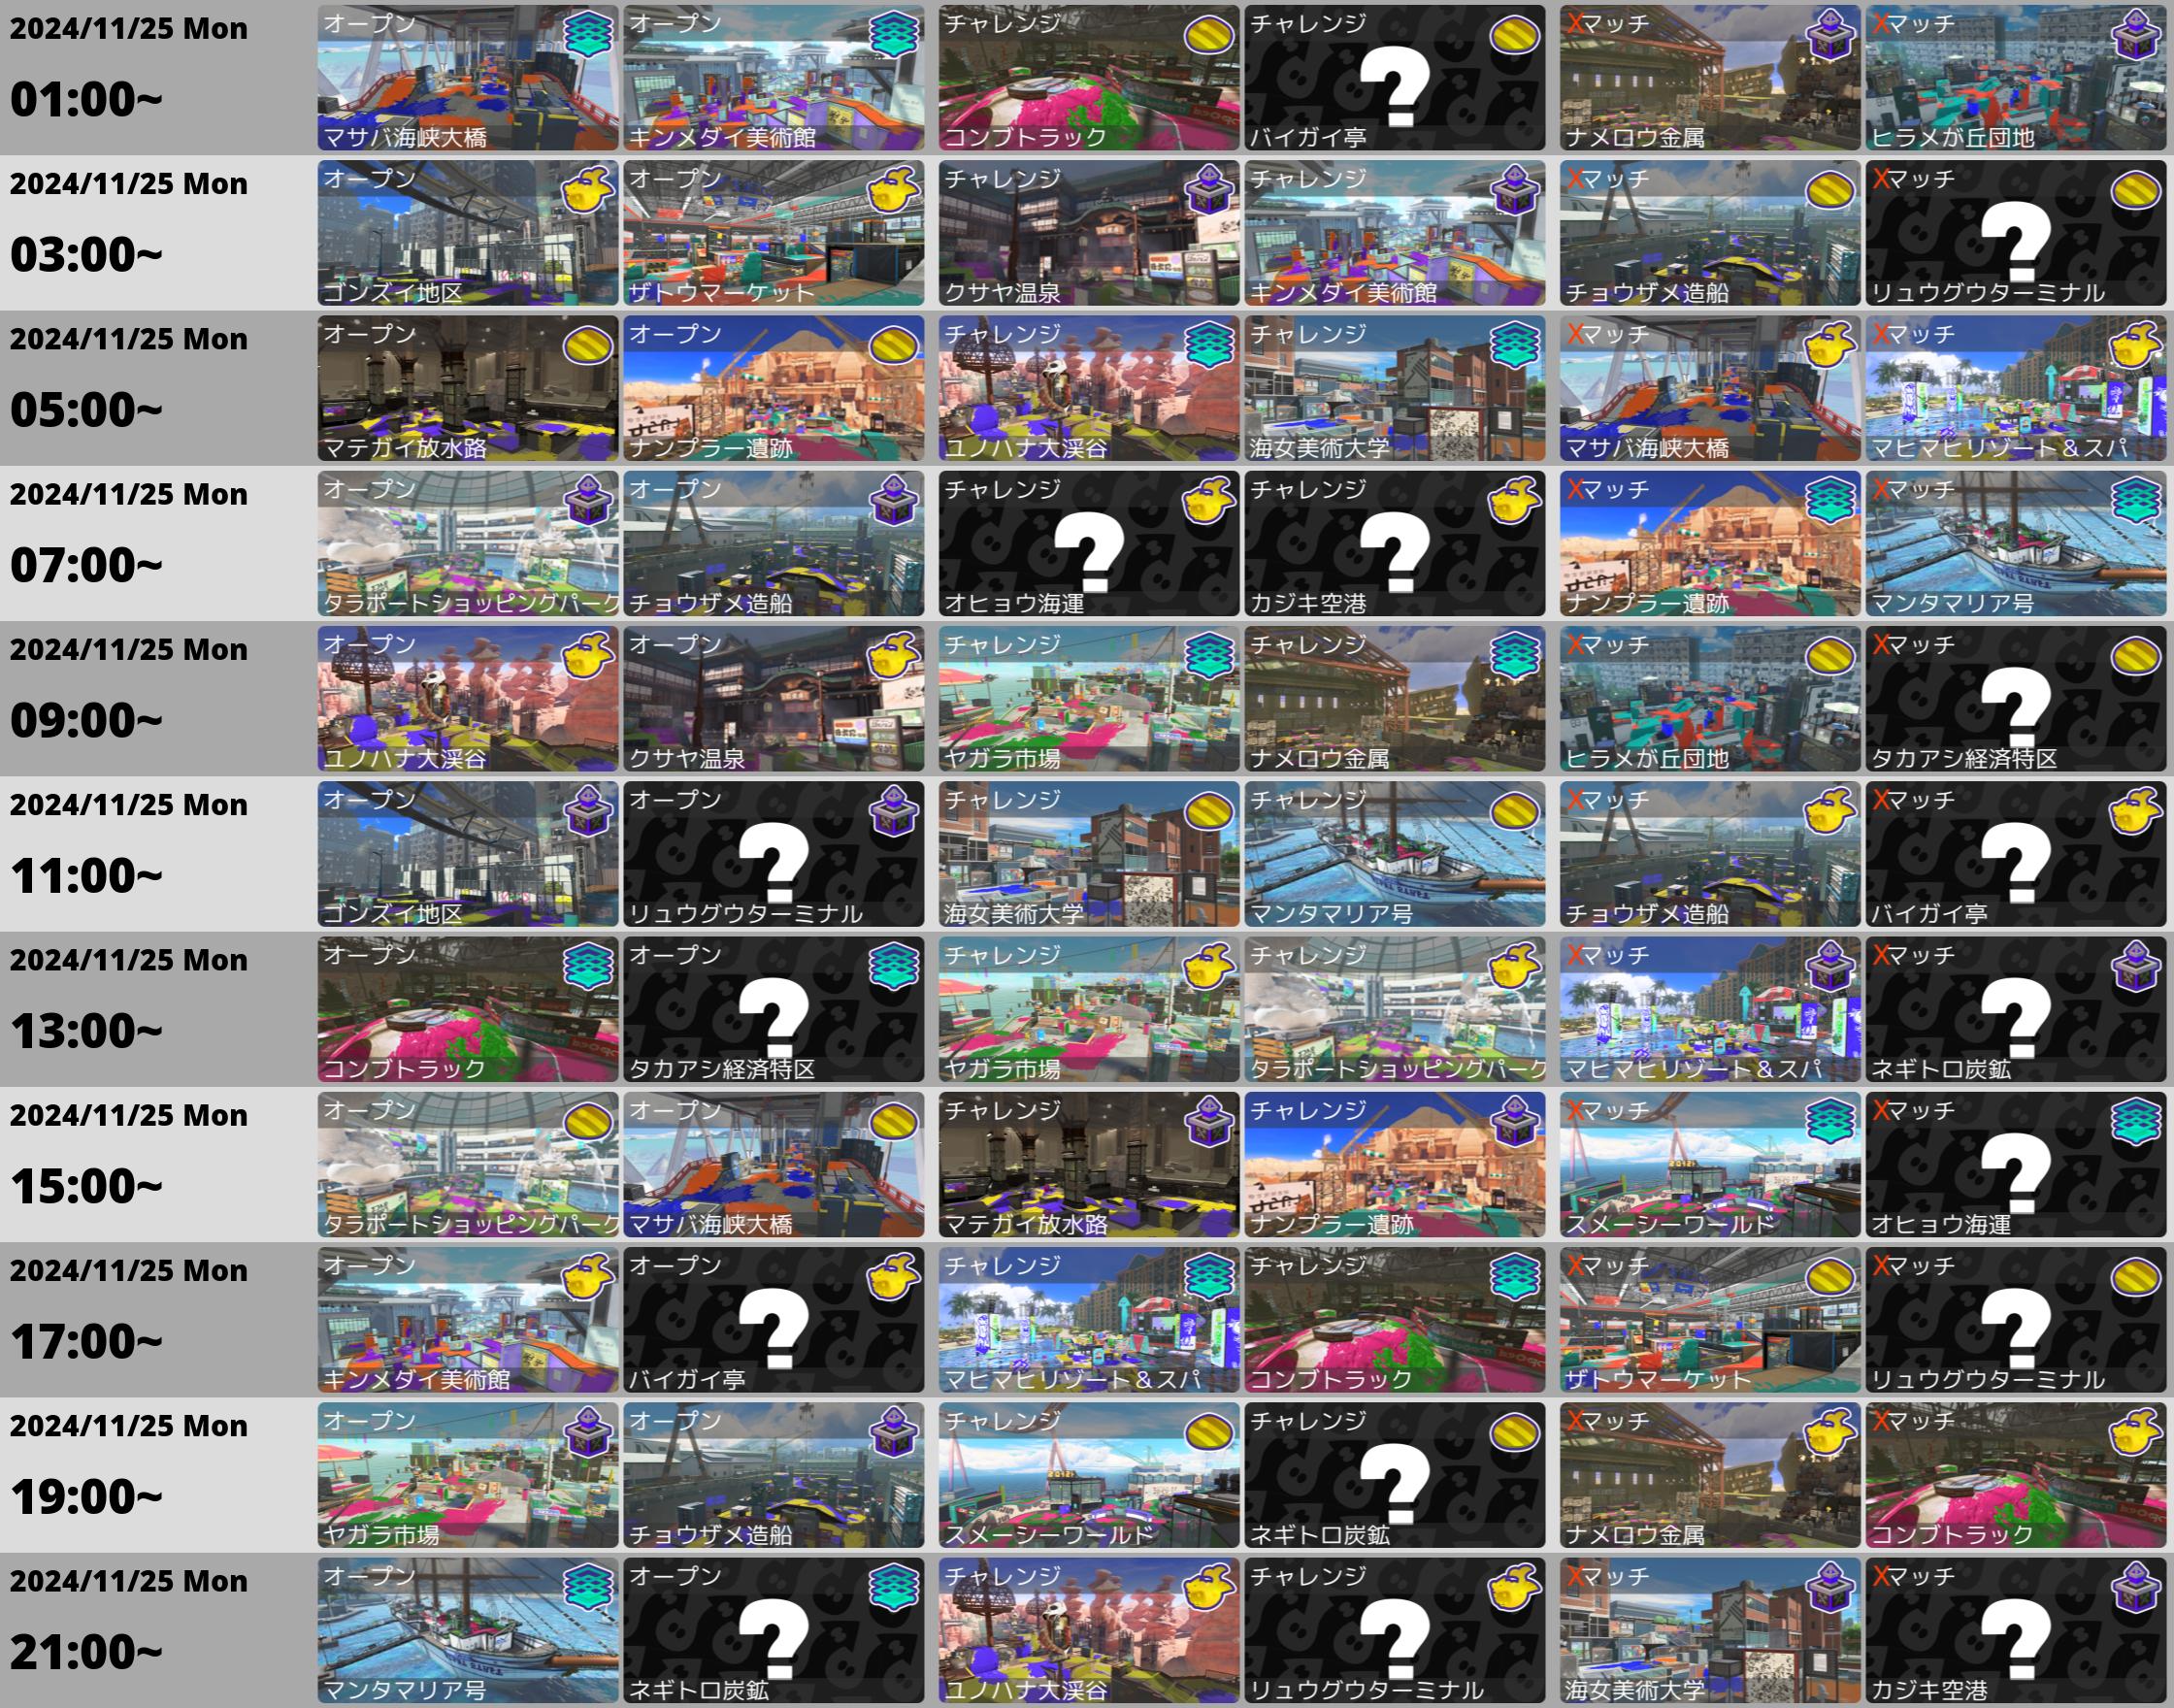 2024/11/25 Mon
01:00~
オープン
マサバ海峡大橋
オープン
キンメダイ美術館
チャレンジ
コンブトラック
チャレンジ
バイガイ亭
Xマッチ
ナメロウ金属
Xマッチ
ヒラメが丘団地
2024/11/25 Mon
03:00~
オープン
ゴンズイ地区
オープン
ザトウマーケット
チャレンジ
クサヤ温泉
チャレンジ
キンメダイ美術館
Xマッチ
チョウザメ造船
Xマッチ
リュウグウターミナル
2024/11/25 Mon
05:00~
オープン
マテガイ放水路
オープン
ナンプラー遺跡
チャレンジ
ユノハナ大渓谷
チャレンジ
海女美術大学
Xマッチ
マサバ海峡大橋
Xマッチ
マヒマヒリゾート＆スパ
2024/11/25 Mon
07:00~
オープン
タラポートショッピングパーク
オープン
チョウザメ造船
チャレンジ
オヒョウ海運
チャレンジ
カジキ空港
Xマッチ
ナンプラー遺跡
Xマッチ
マンタマリア号
2024/11/25 Mon
09:00~
オープン
ユノハナ大渓谷
オープン
クサヤ温泉
チャレンジ
ヤガラ市場
チャレンジ
ナメロウ金属
Xマッチ
ヒラメが丘団地
Xマッチ
タカアシ経済特区
2024/11/25 Mon
11:00~
オープン
ゴンズイ地区
オープン
リュウグウターミナル
チャレンジ
海女美術大学
チャレンジ
マンタマリア号
Xマッチ
チョウザメ造船
Xマッチ
バイガイ亭
2024/11/25 Mon
13:00~
オープン
コンブトラック
オープン
タカアシ経済特区
チャレンジ
ヤガラ市場
チャレンジ
タラポートショッピングパーク
Xマッチ
マヒマヒリゾート＆スパ
Xマッチ
ネギトロ炭鉱
2024/11/25 Mon
15:00~
オープン
タラポートショッピングパーク
オープン
マサバ海峡大橋
チャレンジ
マテガイ放水路
チャレンジ
ナンプラー遺跡
Xマッチ
スメーシーワールド
Xマッチ
オヒョウ海運
2024/11/25 Mon
17:00~
オープン
キンメダイ美術館
オープン
バイガイ亭
チャレンジ
マヒマヒリゾート＆スパ
チャレンジ
コンブトラック
Xマッチ
ザトウマーケット
Xマッチ
リュウグウターミナル
2024/11/25 Mon
19:00~
オープン
ヤガラ市場
オープン
チョウザメ造船
チャレンジ
スメーシーワールド
チャレンジ
ネギトロ炭鉱
Xマッチ
ナメロウ金属
Xマッチ
コンブトラック
2024/11/25 Mon
21:00~
オープン
マンタマリア号
オープン
ネギトロ炭鉱
チャレンジ
ユノハナ大渓谷
チャレンジ
リュウグウターミナル
Xマッチ
海女美術大学
Xマッチ
カジキ空港